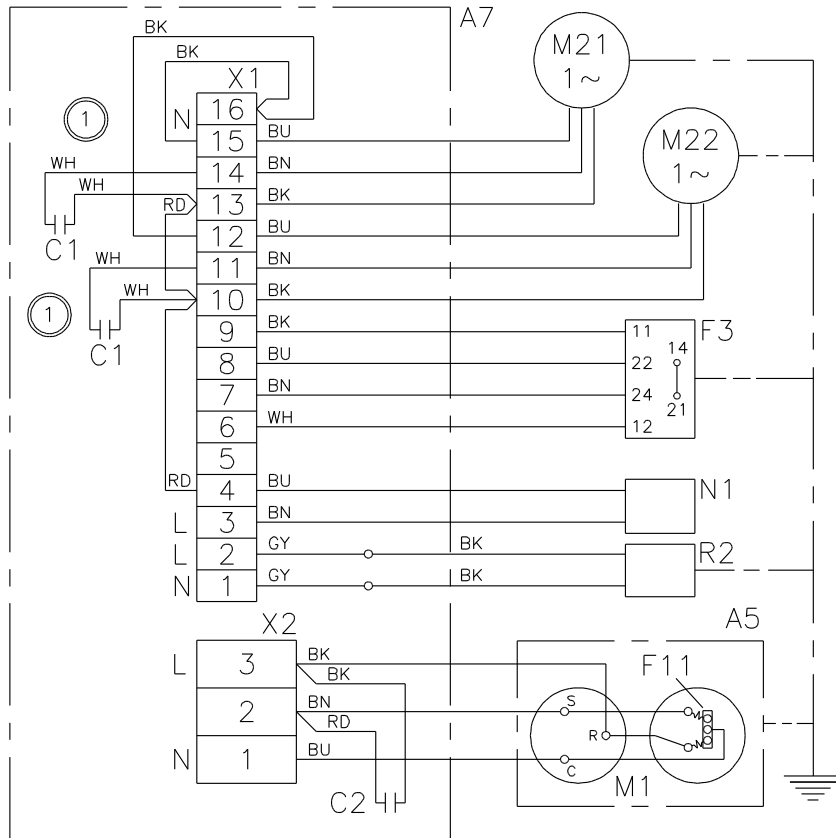 A7
BK
BK
X1
M21
1~
1
N
16
15
BU
M22
1~
WH
14
BN
WH
RD
13
BK
C1
12
BU
WH
11
BN
WH
10
BK
1
C1
9
BK
11
F3
8
BU
22
14
7
BN
24
21
6
WH
12
5
RD
4
BU
N1
L
3
BN
L
2
GY
BK
R2
N
1
GY
BK
X2
A5
L
3
BK
F11
BK
2
BN
S
RD
R
N
1
BU
C
M1
C2